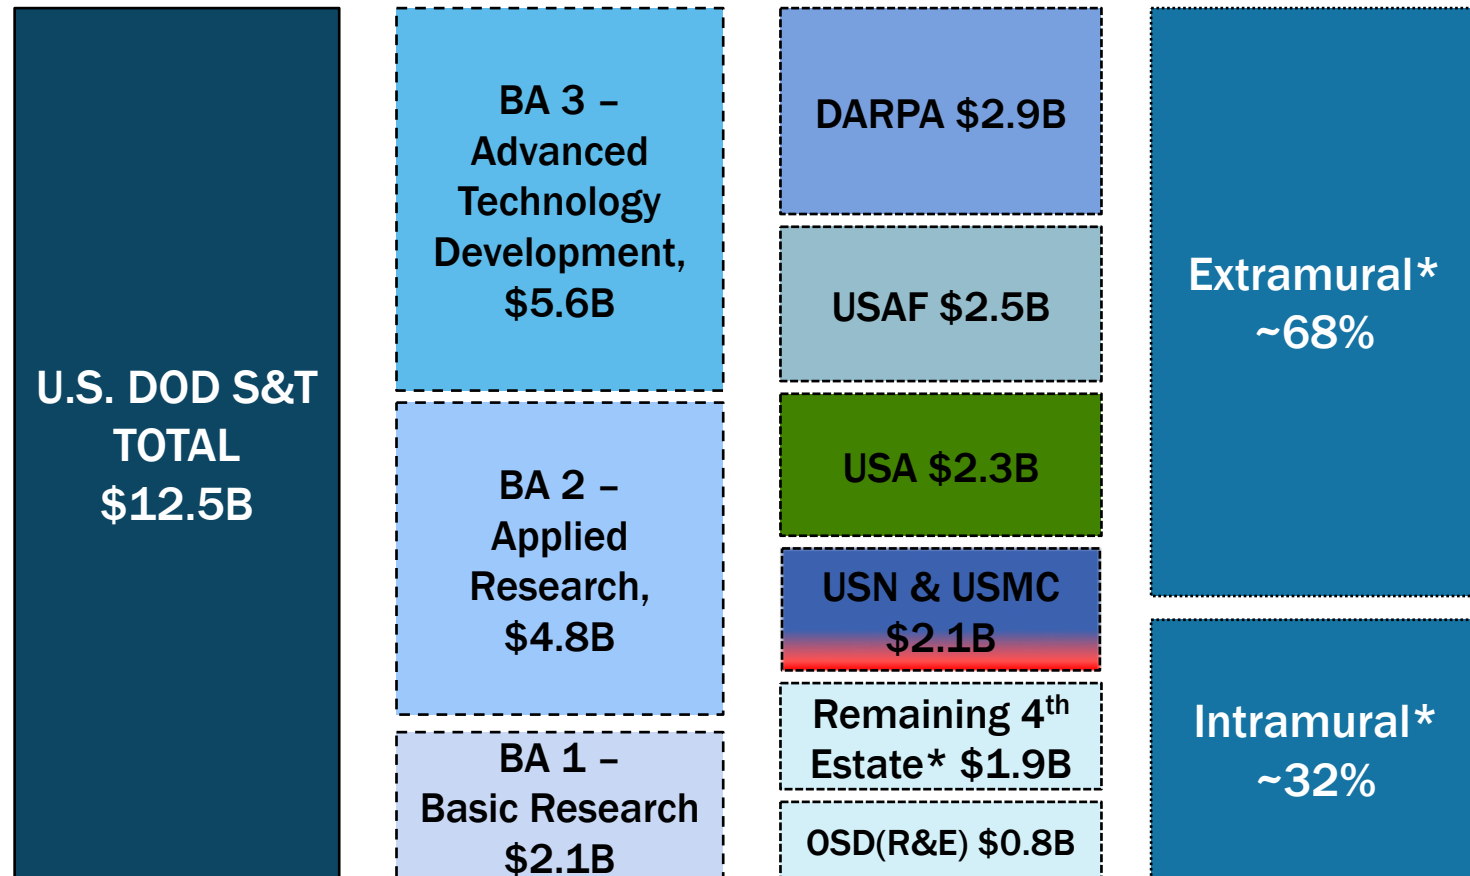 U.S. DOD S&T
TOTAL
$12.5B
BA 3 –
Advanced
Technology
Development,
$5.6B
BA 2 –
Applied
Research,
$4.8B
BA 1 –
Basic Research
$2.1B
DARPA $2.9B
USAF $2.5B
USA $2.3B
USN & USMC
$2.1B
Remaining 4th
Estate* $1.9B
OSD(R&E) $0.8B
Extramural*
~68%
Intramural*
~32%